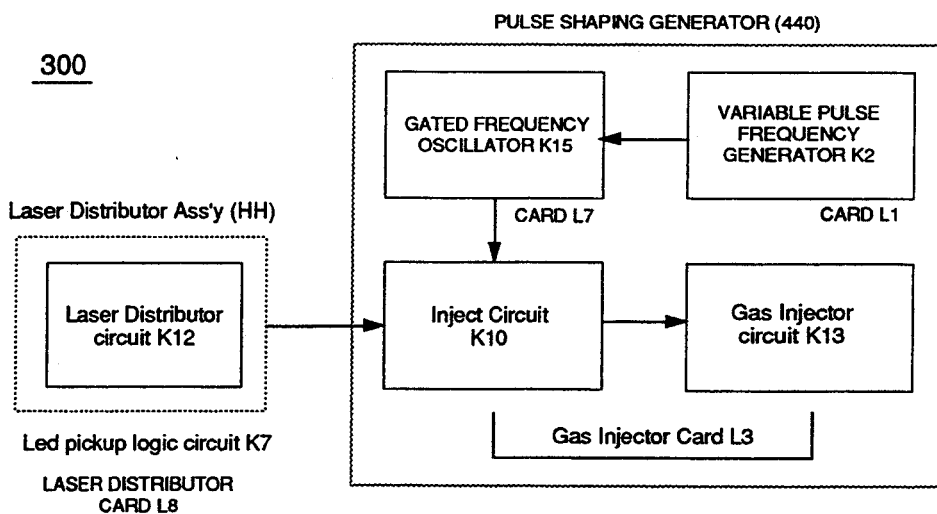 PULSE SHAPING GENERATOR (440)
300
GATED FREQUENCY
OSCILLATOR K15
VARIABLE PULSE
FREQUENCY
GENERATOR K2
CARD L7
CARD L1
Laser Distributor Ass'y (HH)
Laser Distributor
circuit K12
Inject Circuit
K10
Gas Injector
circuit K13
Led pickup logic circuit K7
Gas Injector Card L3
LASER DISTRIBUTOR
CARD L8